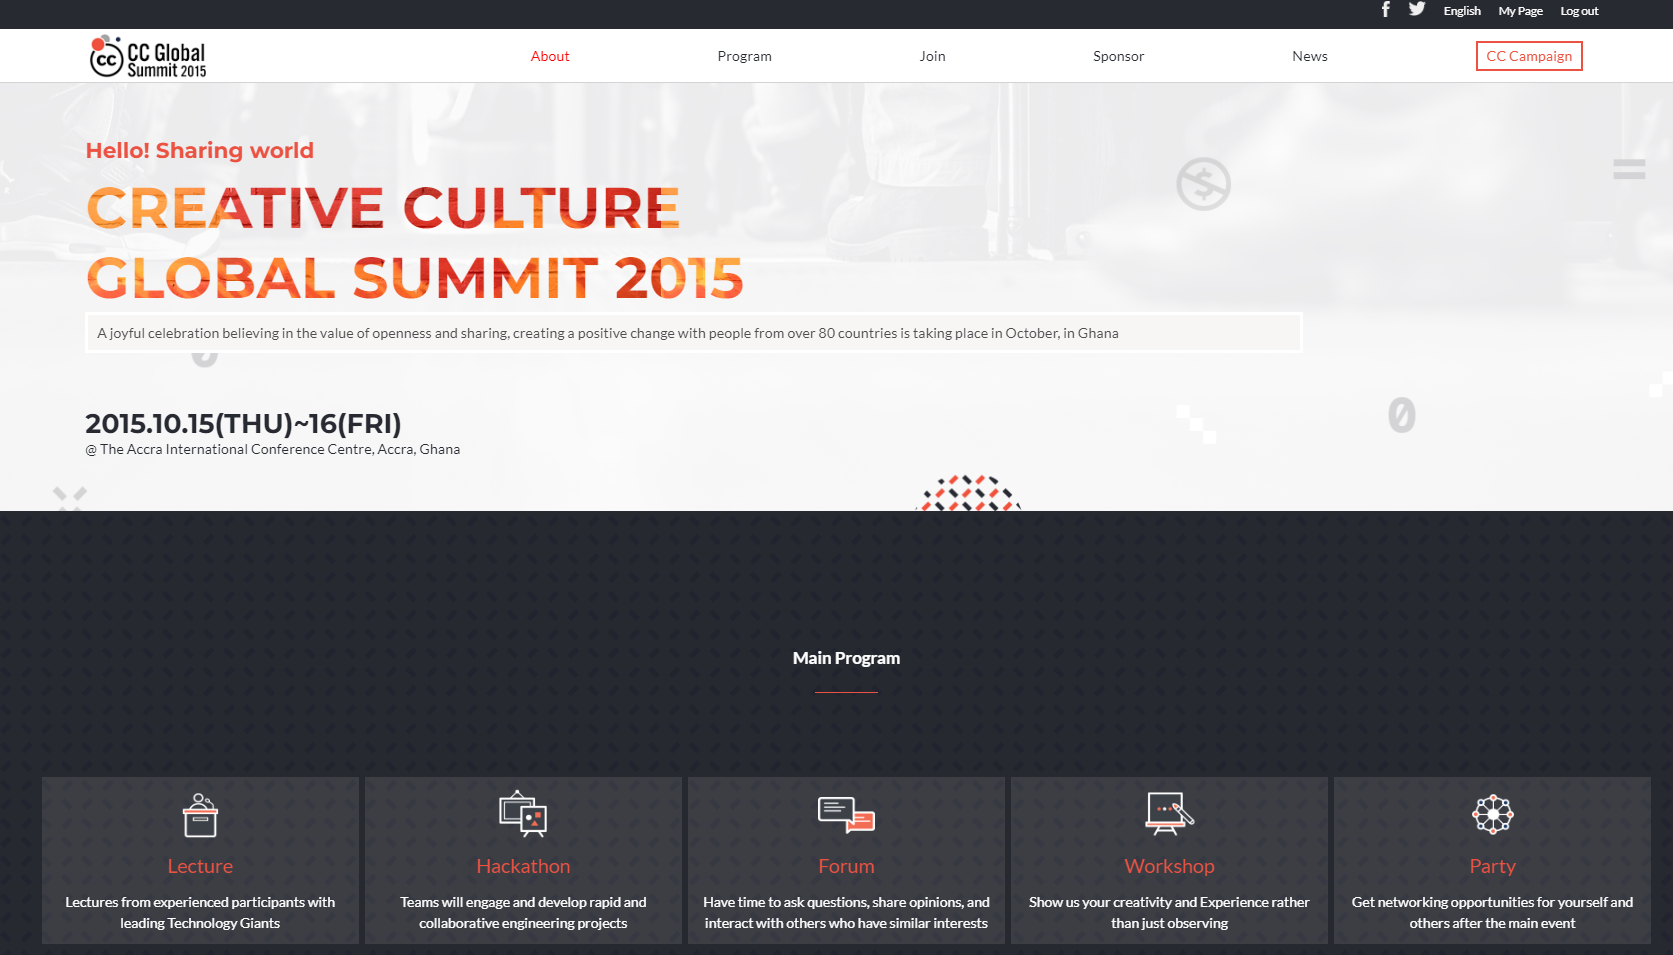 English My Page Log out
CC Global
Summit 2015
cc
About Program Join Sponsor News CC Campaign
Hello! Sharing world
CREATIVE CULTURE
GLOBAL SUMMIT 2015
A joyful celebration believing in the value of openness and sharing, creating a positive change with people from over 80 countries is taking place in October, in Ghana
2015.10.15(THU)~16(FRI)
@ The Accra International Conference Centre, Accra, Ghana
Main Program
Lecture
Lectures from experienced participants with
leading Technology Giants
Hackathon
Teams will engage and develop rapid and
collaborative engineering projects
Forum
Have time to ask questions, share opinions, and
interact with others who have similar interests
Workshop
Show us your creativity and Experience rather
than just observing
Party
Get networking opportunities for yourself and
others after the main event